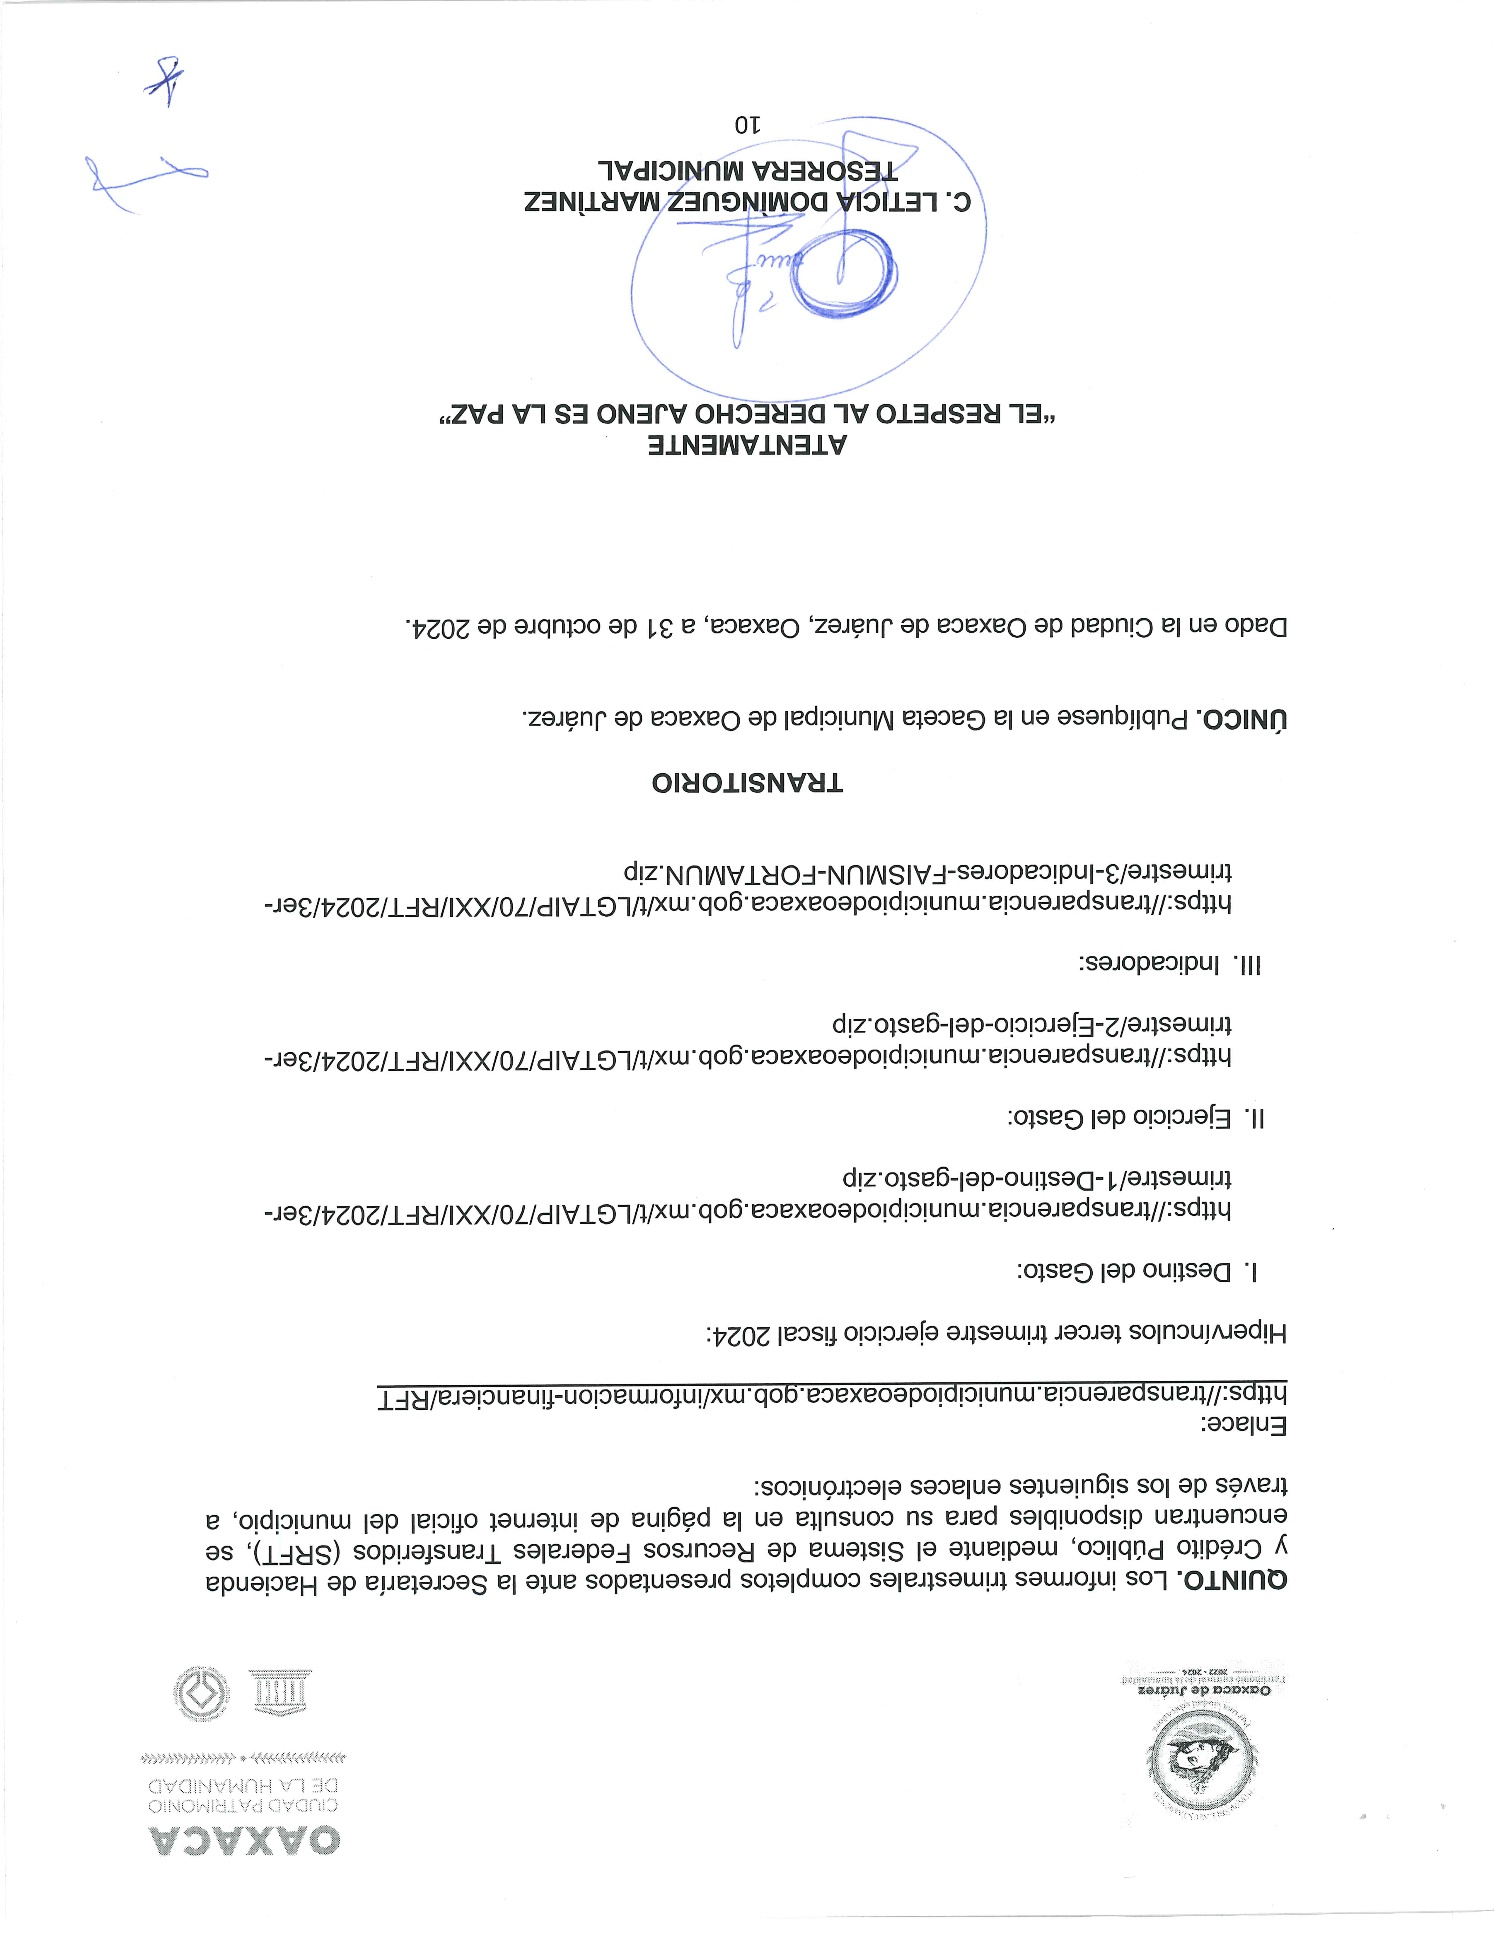 Oaxaca de Juárez
Patrimonio cultural de la humanidad
2022 - 2024
OAXACA
CIUDAD PATRIMONIO
DE LA HUMANIDAD
QUINTO. Los informes trimestrales completos presentados ante la Secretaría de Hacienda
y Crédito Público, mediante el Sistema de Recursos Federales Transferidos (SRFT), se
encuentran disponibles para su consulta en la página de internet oficial del municipio, a
través de los siguientes enlaces electrónicos:
Enlace:
https://transparencia.municipiodeoaxaca.gob.mx/informacion-financiera/RFT
Hipervínculos tercer trimestre ejercicio fiscal 2024:
I. Destino del Gasto:
https://transparencia.municipiodeoaxaca.gob.mx/t/LGTAIP/70/XXI/RFT/2024/3er-
trimestre/1-Destino-del-gasto.zip
II. Ejercicio del Gasto:
https://transparencia.municipiodeoaxaca.gob.mx/t/LGTAIP/70/XXI/RFT/2024/3er-
trimestre/2-Ejercicio-del-gasto.zip
III. Indicadores:
https://transparencia.municipiodeoaxaca.gob.mx/t/LGTAIP/70/XXI/RFT/2024/3er-
trimestre/3-Indicadores-FAISMUN-FORTAMUN.zip
TRANSITORIO
ÚNICO. Publíquese en la Gaceta Municipal de Oaxaca de Juárez.
Dado en la Ciudad de Oaxaca de Juárez, Oaxaca, a 31 de octubre de 2024.
ATENTAMENTE
"EL RESPETO AL DERECHO AJENO ES LA PAZ"
C. LETICIA DOMÍNGUEZ MARTÍNEZ
TESORERA MUNICIPAL
10